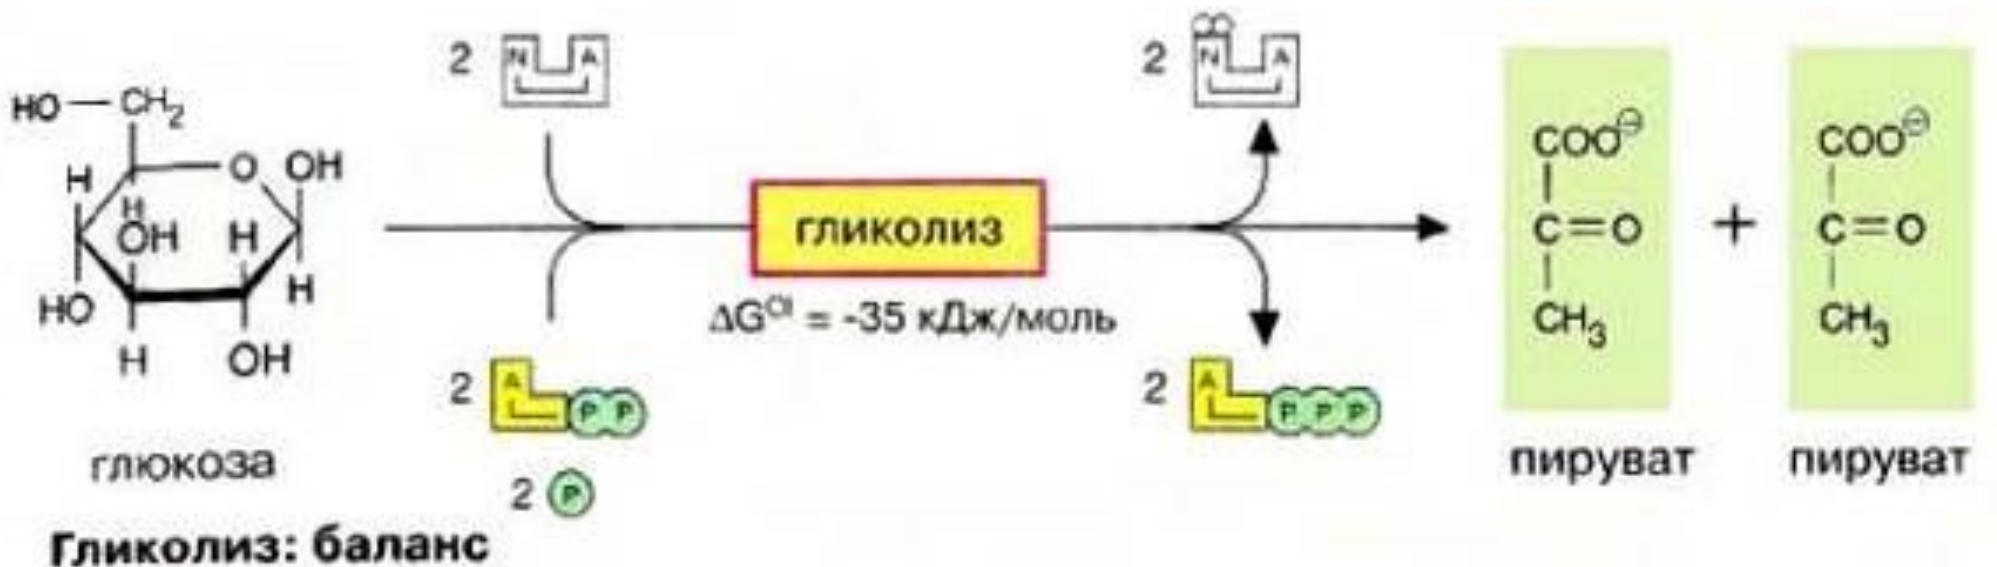 HO
CH2
H
O
OH
H
OH
H
HO
H
H
OH
глюкоза
2 N A
2 A P P
2 P
гликолиз
ΔG^OI = -35 кДж/моль
2 N A
2 A P P P
COO⊖
C=O
CH3
пируват
+
COO⊖
C=O
CH3
пируват
Гликолиз: баланс